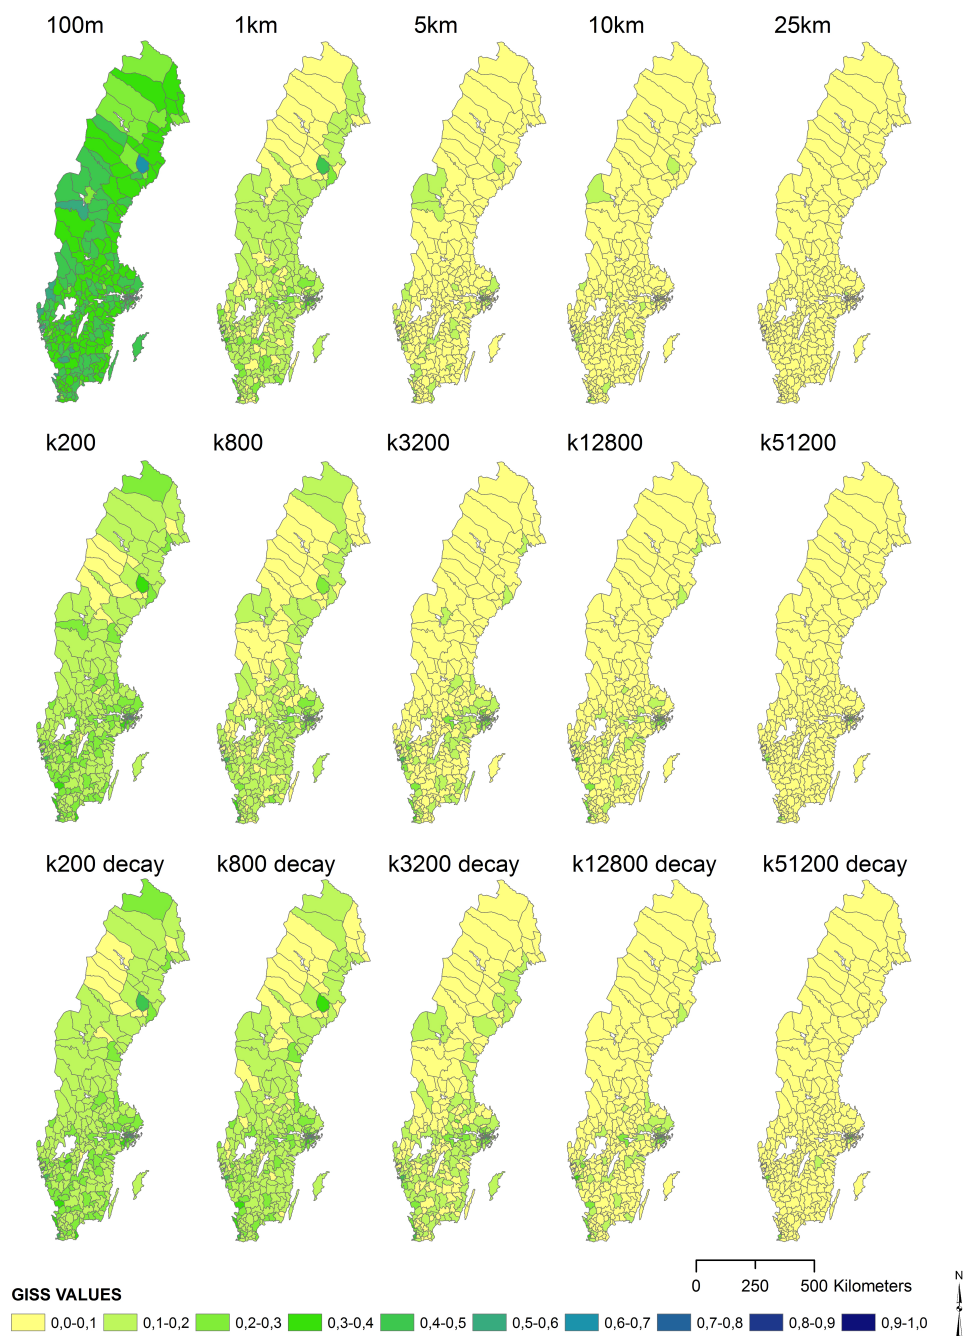 100m 1km 5km 10km 25km
k200 k800 k3200 k12800 k51200
k200 decay k800 decay k3200 decay k12800 decay k51200 decay
0 250 500 Kilometers
N
GISS VALUES
0,0-0,1 0,1-0,2 0,2-0,3 0,3-0,4 0,4-0,5 0,5-0,6 0,6-0,7 0,7-0,8 0,8-0,9 0,9-1,0